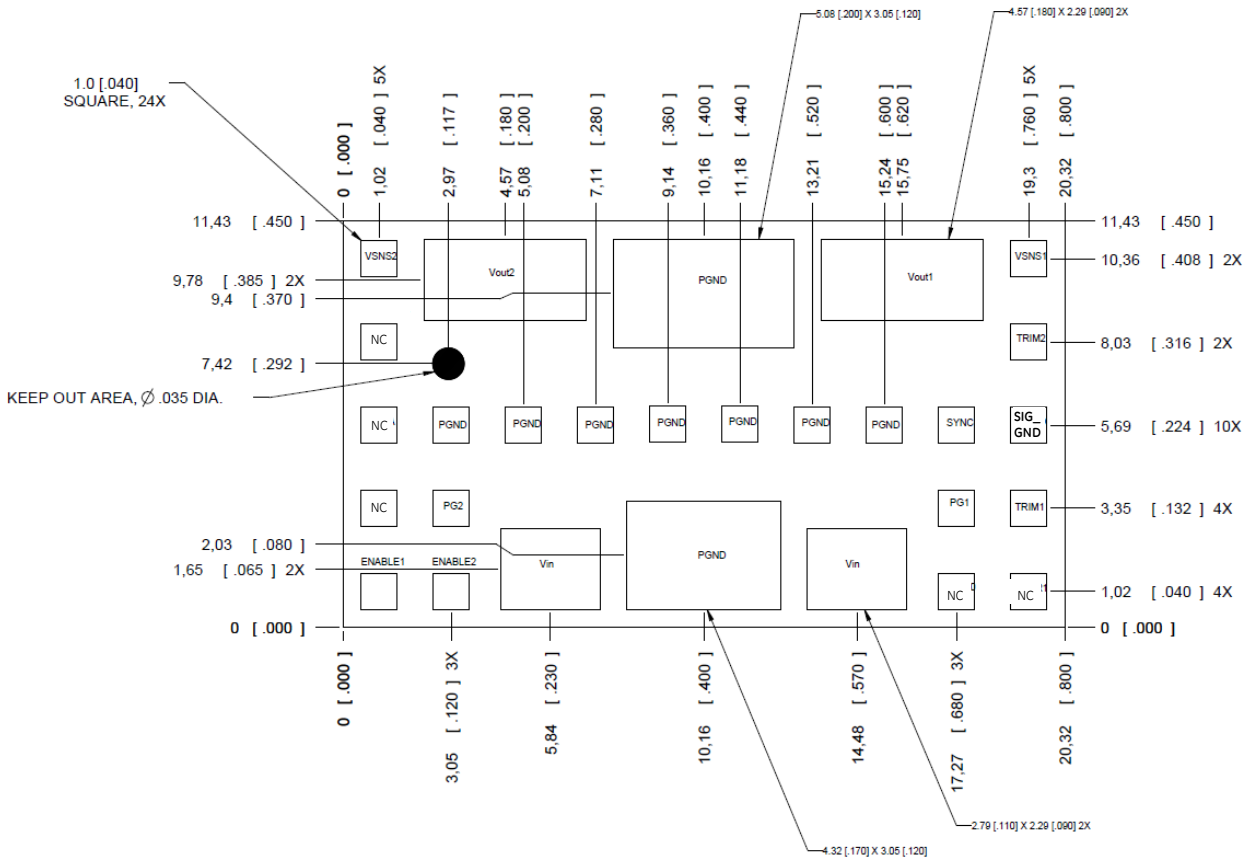 5.08 [.200] X 3.05 [.120]
4.57 [.180] X 2.29 [.090] 2X
1.0 [.040]
SQUARE, 24X
0 [ .000 ]
1,02 [ .040 ] 5X
2,97 [ .117 ]
4,57 [ .180 ]
5,08 [ .200 ]
7,11 [ .280 ]
9,14 [ .360 ]
10,16 [ .400 ]
11,18 [ .440 ]
13,21 [ .520 ]
15,24 [ .600 ]
15,75 [ .620 ]
19,3 [ .760 ] 5X
20,32 [ .800 ]
11,43 [ .450 ]
11,43 [ .450 ]
VSNS2
Vout2
PGND
Vout1
VSNS1
10,36 [ .408 ] 2X
9,78 [ .385 ] 2X
9,4 [ .370 ]
NC
TRIM2
8,03 [ .316 ] 2X
7,42 [ .292 ]
KEEP OUT AREA, Ø .035 DIA.
NC
PGND
PGND
PGND
PGND
PGND
PGND
PGND
SYNC
SIG_
GND
5,69 [ .224 ] 10X
NC
PG2
PG1
TRIM1
3,35 [ .132 ] 4X
2,03 [ .080 ]
1,65 [ .065 ] 2X
ENABLE1
ENABLE2
Vin
PGND
Vin
NC
NC
1,02 [ .040 ] 4X
0 [ .000 ]
0 [ .000 ]
0 [ .000 ]
3,05 [ .120 ] 3X
5,84 [ .230 ]
10,16 [ .400 ]
14,48 [ .570 ]
17,27 [ .680 ] 3X
20,32 [ .800 ]
2.79 [.110] X 2.29 [.090] 2X
4.32 [.170] X 3.05 [.120]